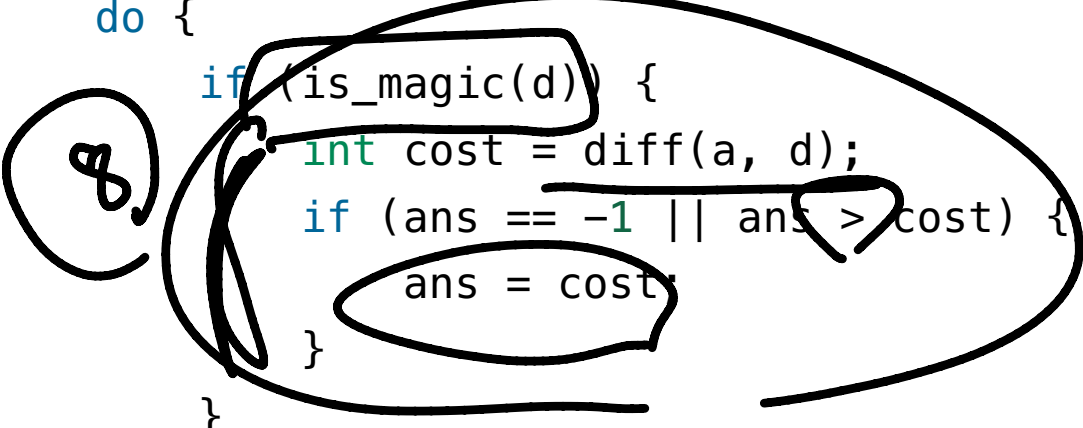 do {
if (is_magic(d)) {
8
int cost = diff(a, d);
if (ans == -1 || ans > cost) {
ans = cost;
}
}